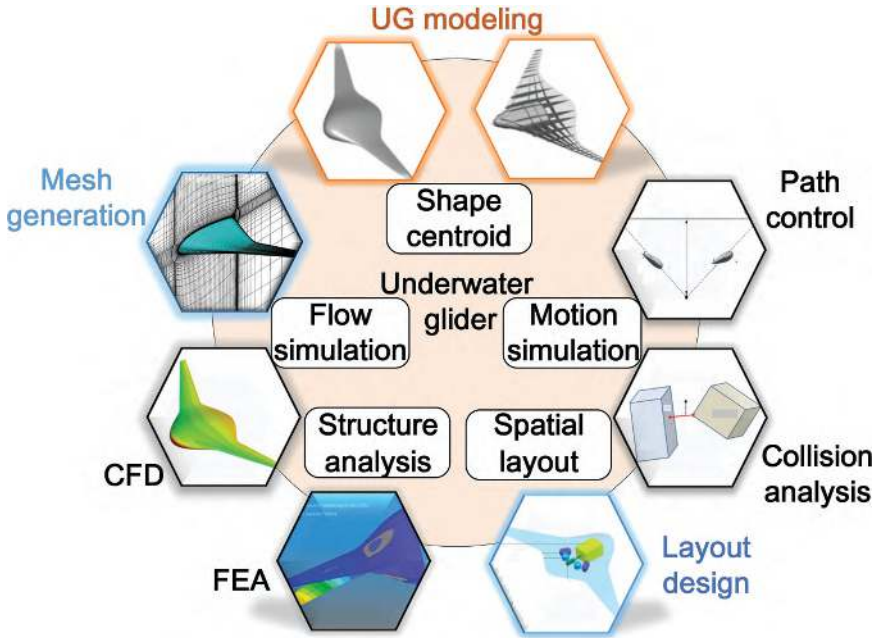 UG modeling
Mesh
generation
Path
control
Shape
centroid
Underwater
glider
Flow
simulation
Motion
simulation
Structure
analysis
Spatial
layout
CFD
Collision
analysis
FEA
Layout
design